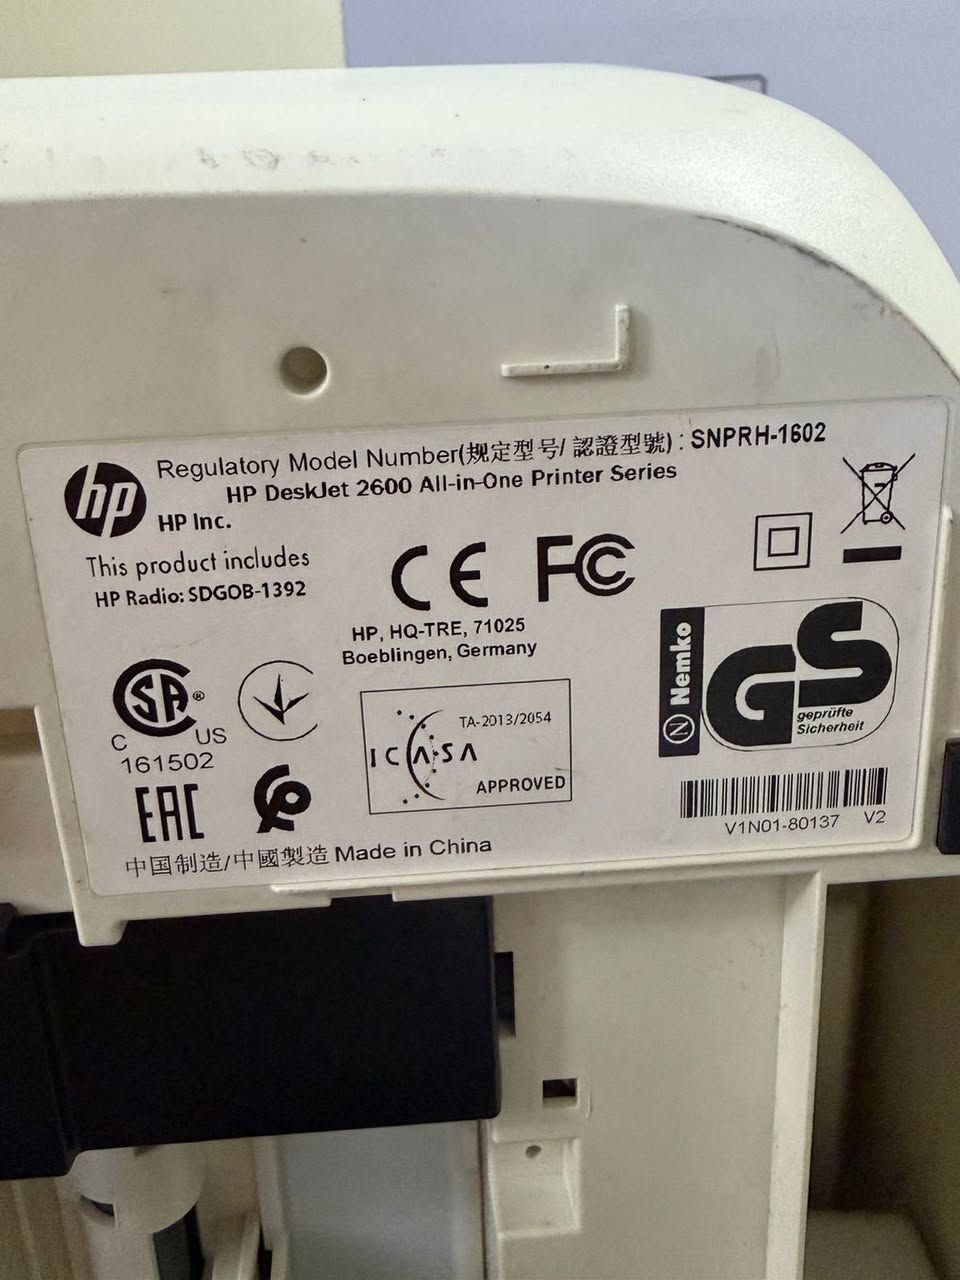 hp
Regulatory Model Number(规定型号/ 認證型號) : SNPRH-1602
HP DeskJet 2600 All-in-One Printer Series
HP Inc.
This product includes
HP Radio: SDGOB-1392
CE FC
HP, HQ-TRE, 71025
Boeblingen, Germany
SA®
C US
161502
TA-2013/2054
ICASA
APPROVED
N Nemko
GS
geprüfte
Sicherheit
EAC
V1N01-80137 V2
中国制造/中國製造 Made in China